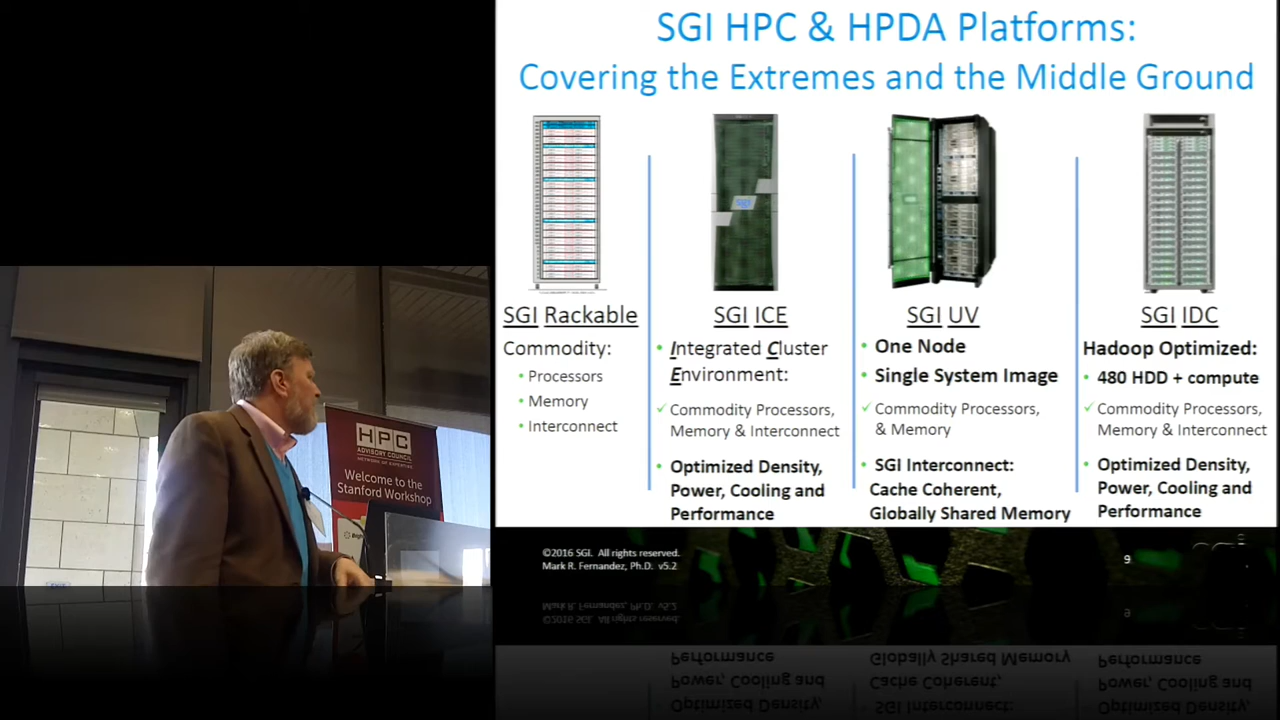 SGI HPC & HPDA Platforms:
Covering the Extremes and the Middle Ground
SGI Rackable
Commodity:
• Processors
• Memory
• Interconnect
sgi
SGI ICE
• Integrated Cluster
Environment:
✓ Commodity Processors,
Memory & Interconnect
• Optimized Density,
Power, Cooling and
Performance
SGI UV
• One Node
• Single System Image
✓ Commodity Processors,
& Memory
• SGI Interconnect:
Cache Coherent,
Globally Shared Memory
SGI IDC
Hadoop Optimized:
• 480 HDD + compute
✓ Commodity Processors,
Memory & Interconnect
• Optimized Density,
Power, Cooling and
Performance
©2016 SGI. All rights reserved.
Mark R. Fernandez, Ph.D. v5.2
9
HPC
ADVISORY COUNCIL
NETWORK OF EXPERTISE
Welcome to the
Stanford Workshop